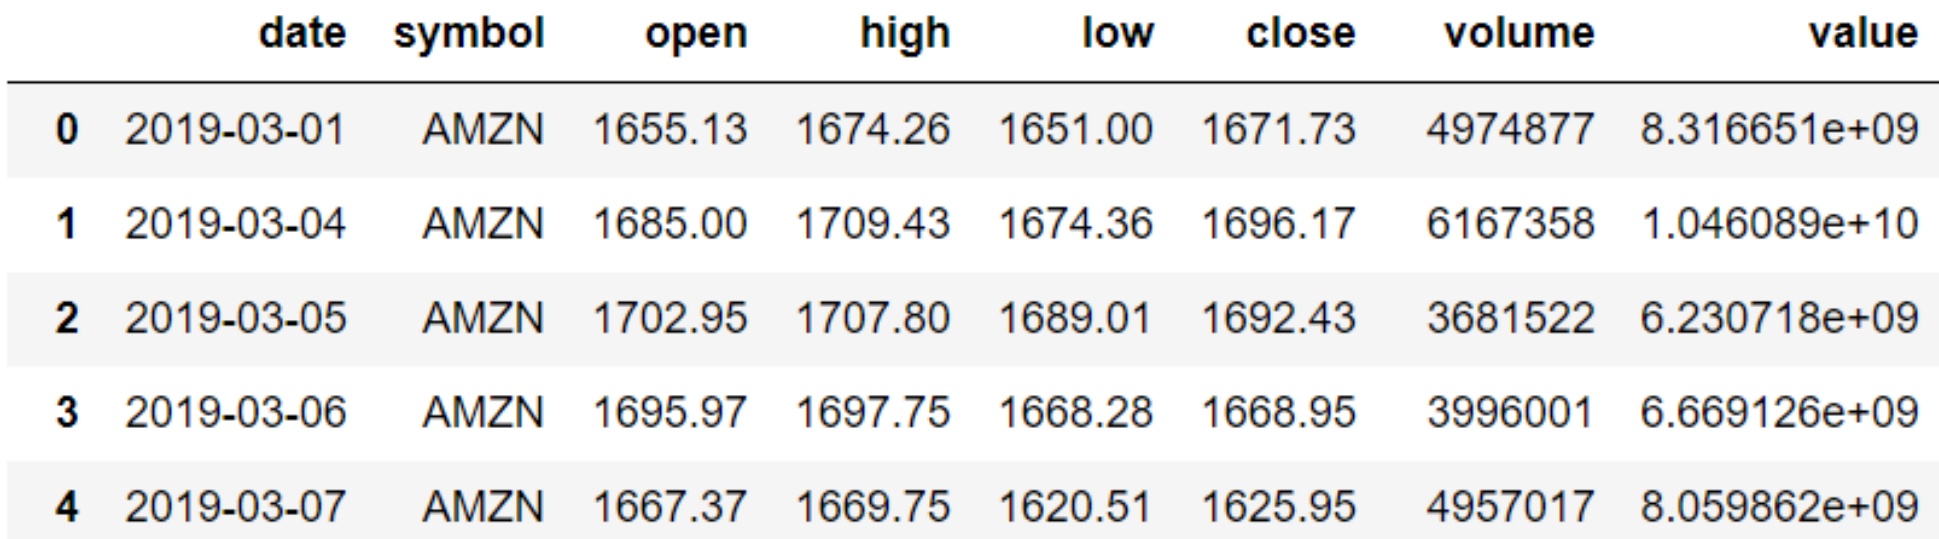 date symbol open high low close volume value
0 2019-03-01 AMZN 1655.13 1674.26 1651.00 1671.73 4974877 8.316651e+09
1 2019-03-04 AMZN 1685.00 1709.43 1674.36 1696.17 6167358 1.046089e+10
2 2019-03-05 AMZN 1702.95 1707.80 1689.01 1692.43 3681522 6.230718e+09
3 2019-03-06 AMZN 1695.97 1697.75 1668.28 1668.95 3996001 6.669126e+09
4 2019-03-07 AMZN 1667.37 1669.75 1620.51 1625.95 4957017 8.059862e+09